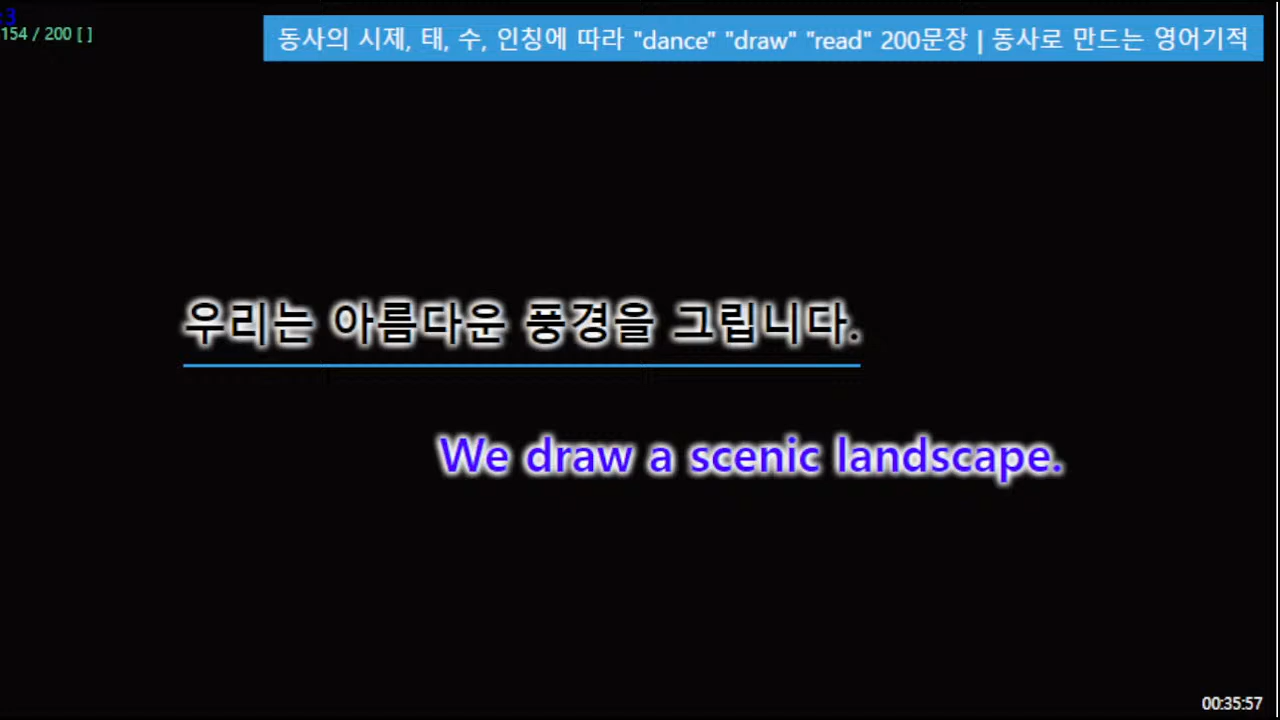 :3
154 / 200 [ ]
동사의 시제, 태, 수, 인칭에 따라 "dance" "draw" "read" 200문장 | 동사로 만드는 영어기적
우리는 아름다운 풍경을 그립니다.
We draw a scenic landscape.
00:35:57